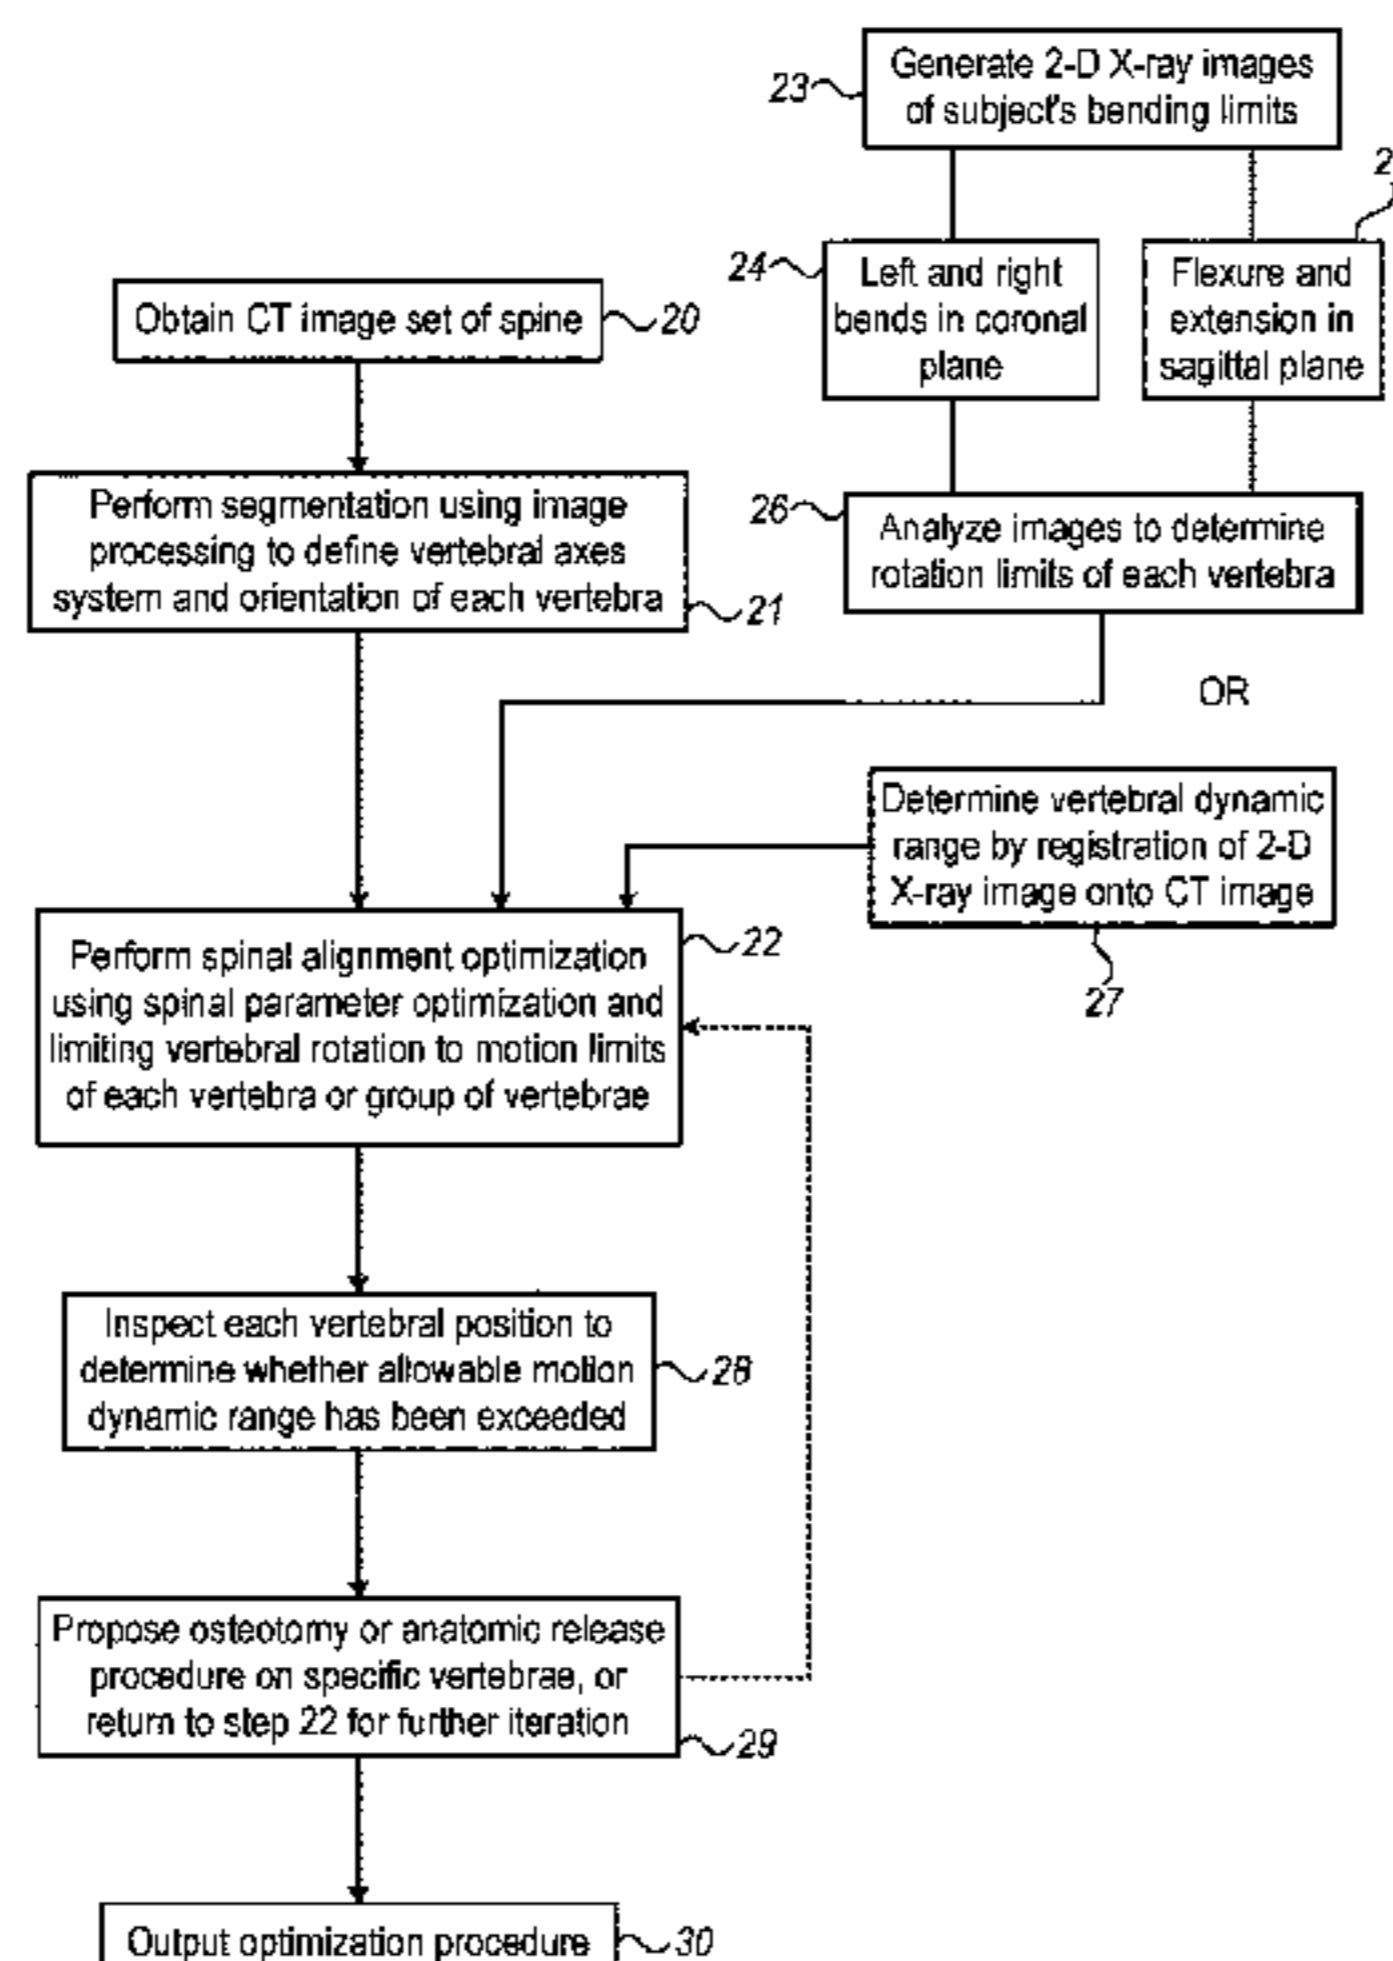 23
Generate 2-D X-ray images
of subject's bending limits
24
Left and right
bends in coronal
plane
2
Flexure and
extension in
sagittal plane
Obtain CT image set of spine
20
Perform segmentation using image
processing to define vertebral axes
system and orientation of each vertebra
21
26
Analyze images to determine
rotation limits of each vertebra
OR
Determine vertebral dynamic
range by registration of 2-D
X-ray image onto CT image
27
Perform spinal alignment optimization
using spinal parameter optimization and
limiting vertebral rotation to motion limits
of each vertebra or group of vertebrae
22
Inspect each vertebral position to
determine whether allowable motion
dynamic range has been exceeded
28
Propose osteotomy or anatomic release
procedure on specific vertebrae, or
return to step 22 for further iteration
29
Output optimization procedure
30